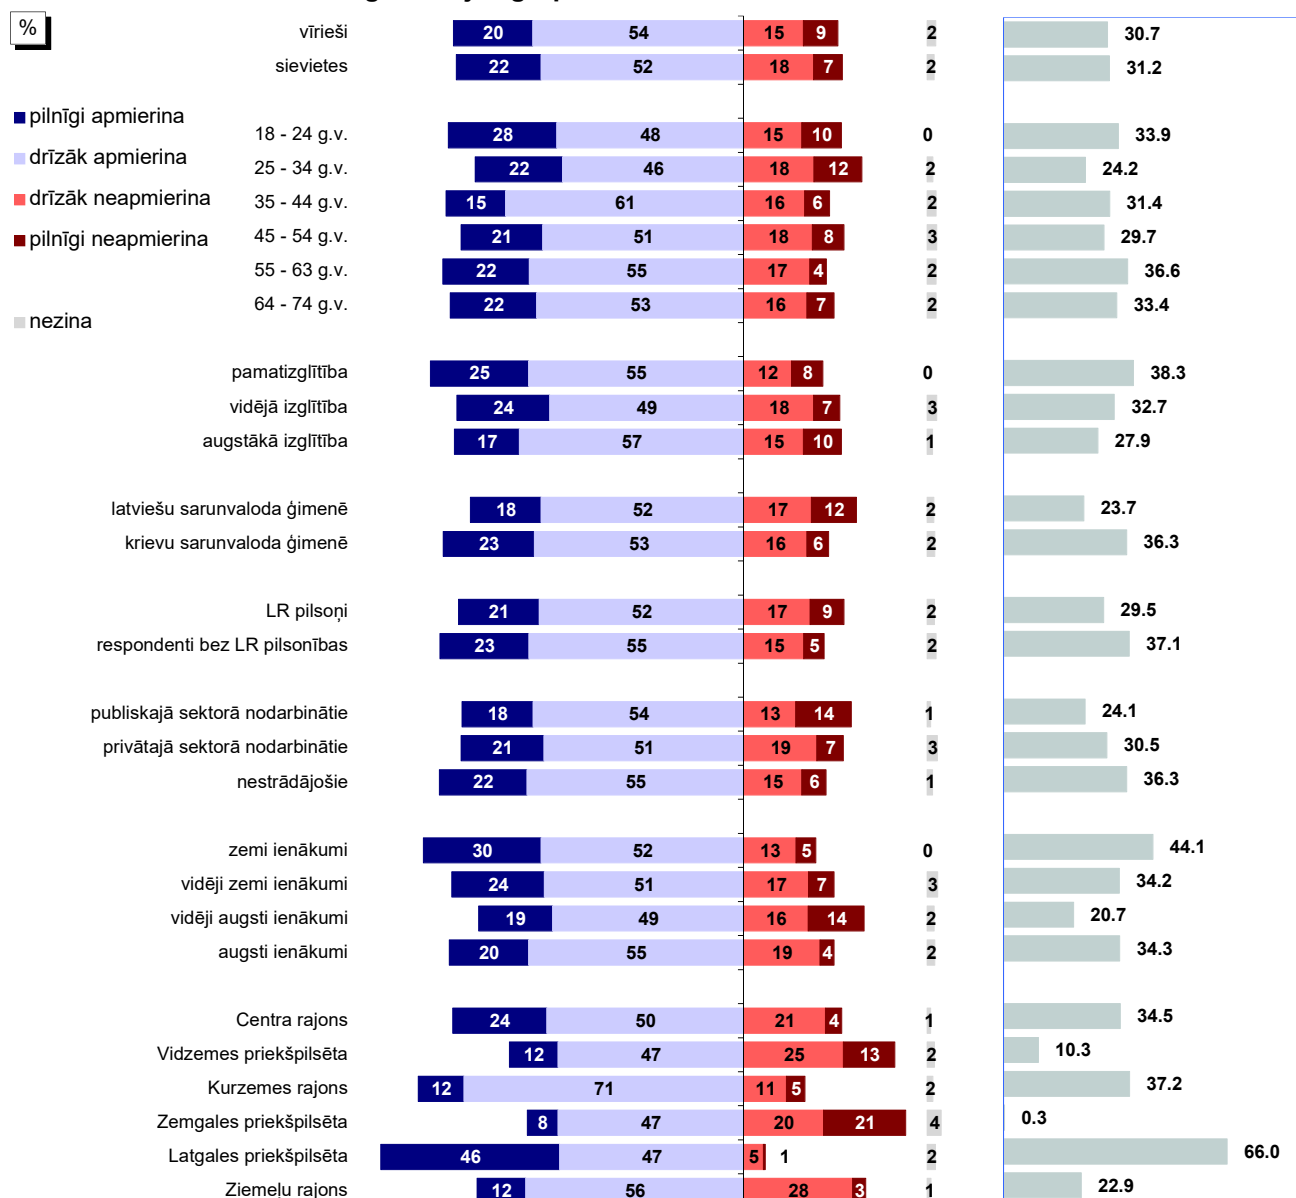 %
vīrieši 20 54 15 9 2 30.7
sievietes 22 52 18 7 2 31.2
pilnīgi apmierina
18 - 24 g.v. 28 48 15 10 0 33.9
drīzāk apmierina
25 - 34 g.v. 22 46 18 12 2 24.2
drīzāk neapmierina
35 - 44 g.v. 15 61 16 6 2 31.4
pilnīgi neapmierina
45 - 54 g.v. 21 51 18 8 3 29.7
55 - 63 g.v. 22 55 17 4 2 36.6
64 - 74 g.v. 22 53 16 7 2 33.4
nezina
pamatizglītība 25 55 12 8 0 38.3
vidējā izglītība 24 49 18 7 3 32.7
augstākā izglītība 17 57 15 10 1 27.9
latviešu sarunvaloda ģimenē 18 52 17 12 2 23.7
krievu sarunvaloda ģimenē 23 53 16 6 2 36.3
LR pilsoņi 21 52 17 9 2 29.5
respondenti bez LR pilsonības 23 55 15 5 2 37.1
publiskajā sektorā nodarbinātie 18 54 13 14 1 24.1
privātajā sektorā nodarbinātie 21 51 19 7 3 30.5
nestrādājošie 22 55 15 6 1 36.3
zemi ienākumi 30 52 13 5 0 44.1
vidēji zemi ienākumi 24 51 17 7 3 34.2
vidēji augsti ienākumi 19 49 16 14 2 20.7
augsti ienākumi 20 55 19 4 2 34.3
Centra rajons 24 50 21 4 1 34.5
Vidzemes priekšpilsēta 12 47 25 13 2 10.3
Kurzemes rajons 12 71 11 5 2 37.2
Zemgales priekšpilsēta 8 47 20 21 4 0.3
Latgales priekšpilsēta 46 47 5 1 2 66.0
Ziemeļu rajons 12 56 28 3 1 22.9